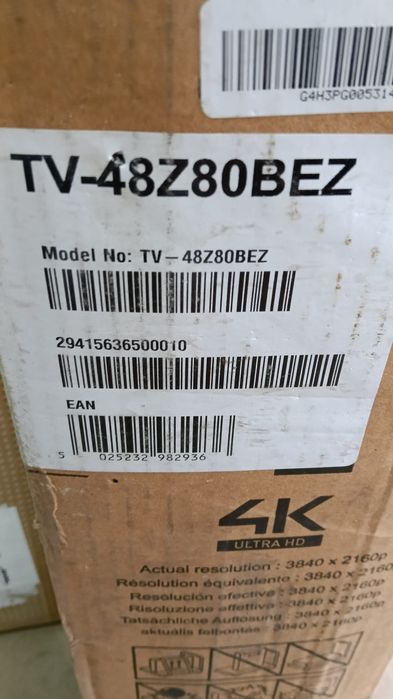 G4H3PG005314
TV-48Z80BEZ
Model No: TV-48Z80BEZ
29415636500010
EAN
5 025232 982936
4K
ULTRA HD
Actual resolution : 3840 x 2160p
Résolution équivalente : 3840 x 2160p
Resolución efectiva : 3840 x 2160p
Risoluzione effettiva : 3840 x 2160p
Tatsächliche Auflösung : 3840 x 2160p
aktuális felbontás : 3840 x 2160p